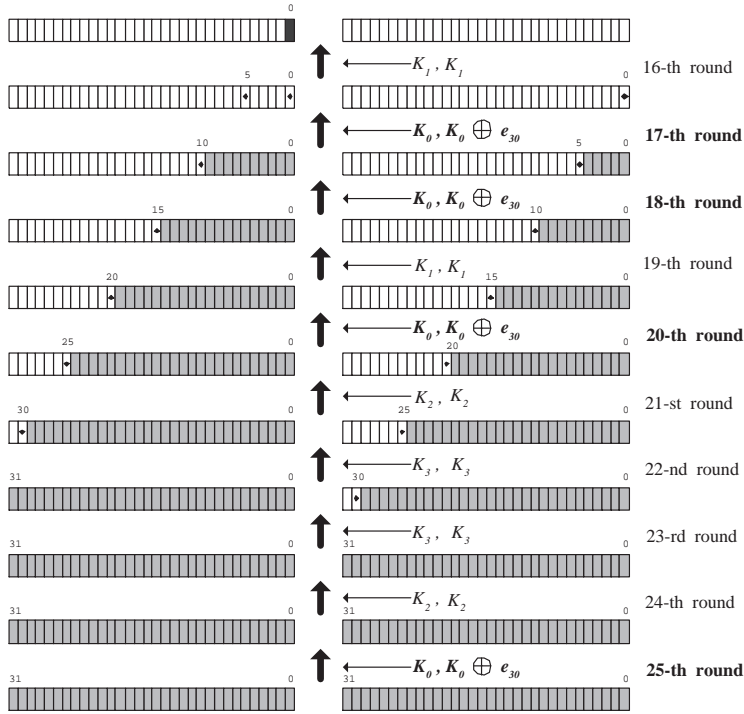 0
K1 , K1 16-th round
5 0 0
K0 , K0 ⊕ e30 17-th round
10 0 5 0
K0 , K0 ⊕ e30 18-th round
15 0 10 0
K1 , K1 19-th round
20 0 15 0
K0 , K0 ⊕ e30 20-th round
25 0 20 0
K2 , K2 21-st round
30 0 25 0
K3 , K3 22-nd round
31 0 30 0
K3 , K3 23-rd round
31 0 31 0
K2 , K2 24-th round
31 0 31 0
K0 , K0 ⊕ e30 25-th round
31 0 31 0